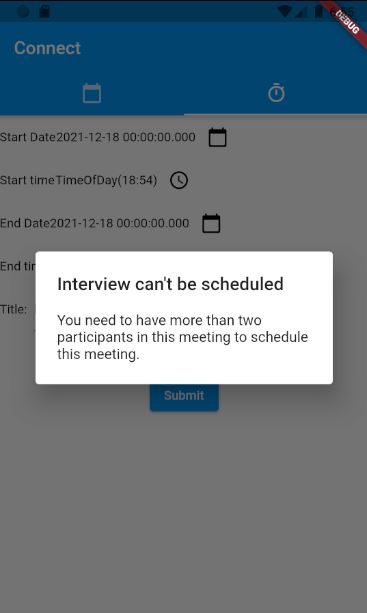 DEBUG
Connect
Start Date2021-12-18 00:00:00.000
Start timeTimeOfDay(18:54)
End Date2021-12-18 00:00:00.000
End tim
Title:
Interview can't be scheduled
You need to have more than two
participants in this meeting to schedule
this meeting.
Submit